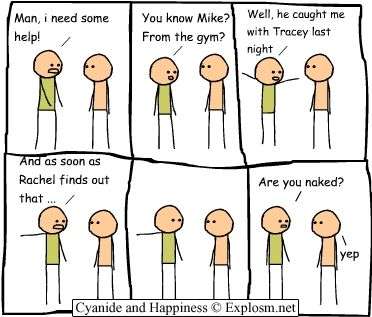 Man, i need some
help!
You know Mike?
From the gym?
Well, he caught me
with Tracey last
night
And as soon as
Rachel finds out
that ...
Are you naked?
yep
Cyanide and Happiness © Explosm.net